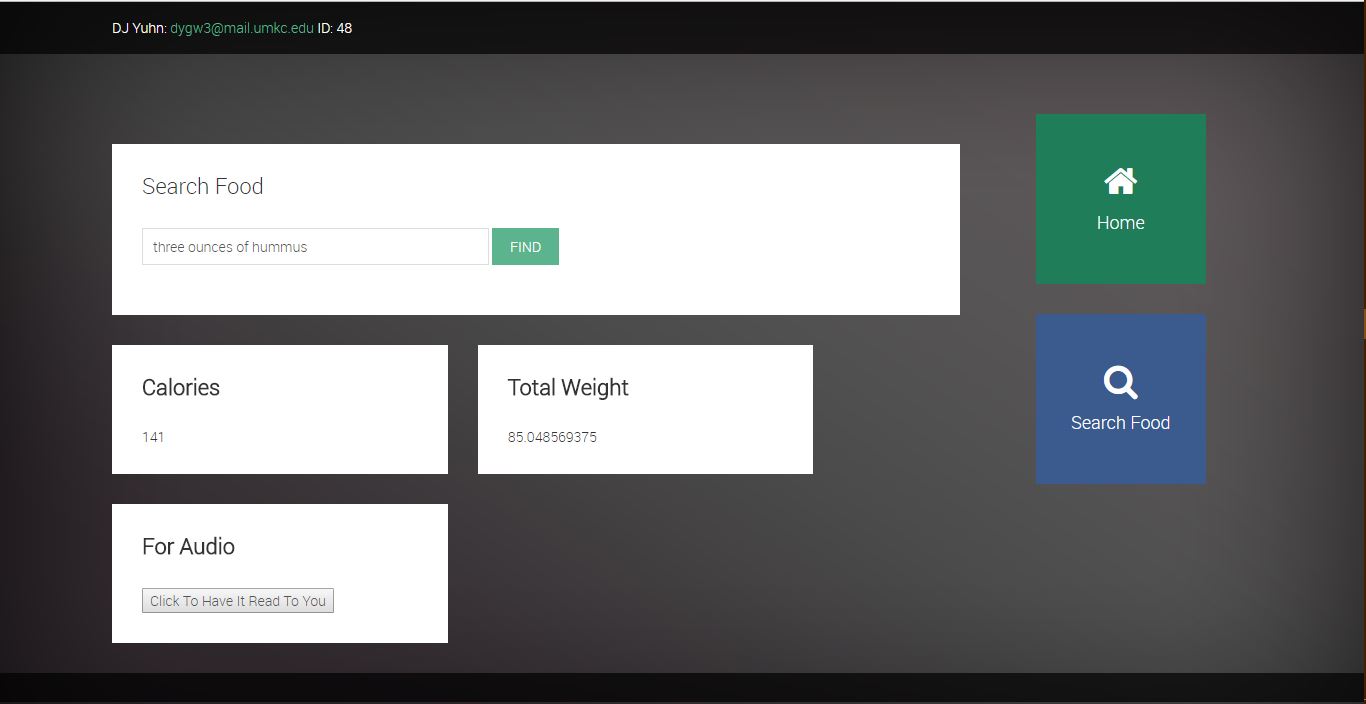 DJ Yuhn: dygw3@mail.umkc.edu ID: 48
Search Food
three ounces of hummus
FIND
Calories
141
Total Weight
85.048569375
For Audio
Click To Have It Read To You
Home
Search Food